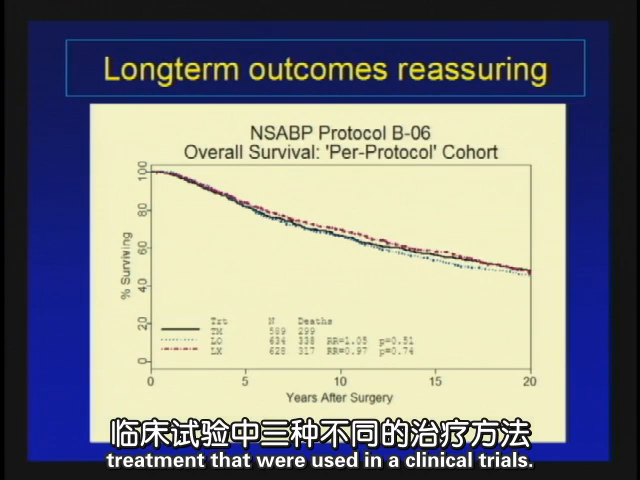 Longterm outcomes reassuring
NSABP Protocol B-06
Overall Survival: 'Per-Protocol' Cohort
% Surviving
100
80
60
40
20
0
Trt N Deaths
TM 589 299
LO 634 338 RR=1.05 p=0.51
LX 628 317 RR=0.97 p=0.74
0 5 10 15 20
Years After Surgery
临床试验中三种不同的治疗方法
treatment that were used in a clinical trials.